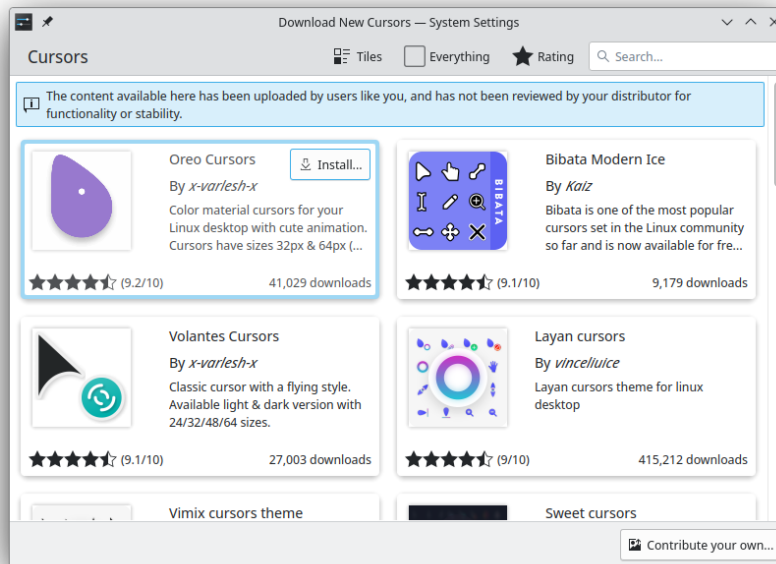 Download New Cursors — System Settings
Cursors
Tiles
Everything
Rating
Search...
The content available here has been uploaded by users like you, and has not been reviewed by your distributor for
functionality or stability.
Oreo Cursors
Install...
By x-varlesh-x
Color material cursors for your
Linux desktop with cute animation.
Cursors have sizes 32px & 64px (...
(9.2/10)
41,029 downloads
BIBATA
Bibata Modern Ice
By Kaiz
Bibata is one of the most popular
cursors set in the Linux community
so far and is now available for fre...
(9.1/10)
9,179 downloads
Volantes Cursors
By x-varlesh-x
Classic cursor with a flying style.
Available light & dark version with
24/32/48/64 sizes.
(9.1/10)
27,003 downloads
Layan cursors
By vinceliuice
Layan cursors theme for linux
desktop
(9/10)
415,212 downloads
Vimix cursors theme
Sweet cursors
Contribute your own...